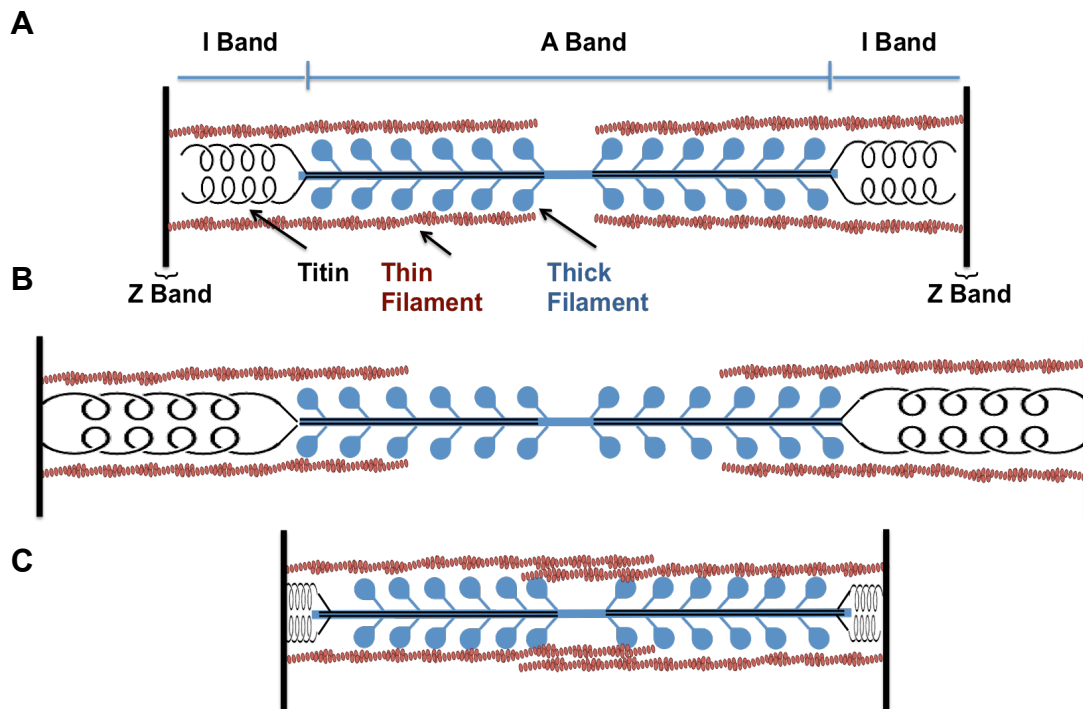 A
I Band
A Band
I Band
Titin
Thin
Filament
Thick
Filament
Z Band
Z Band
B
C